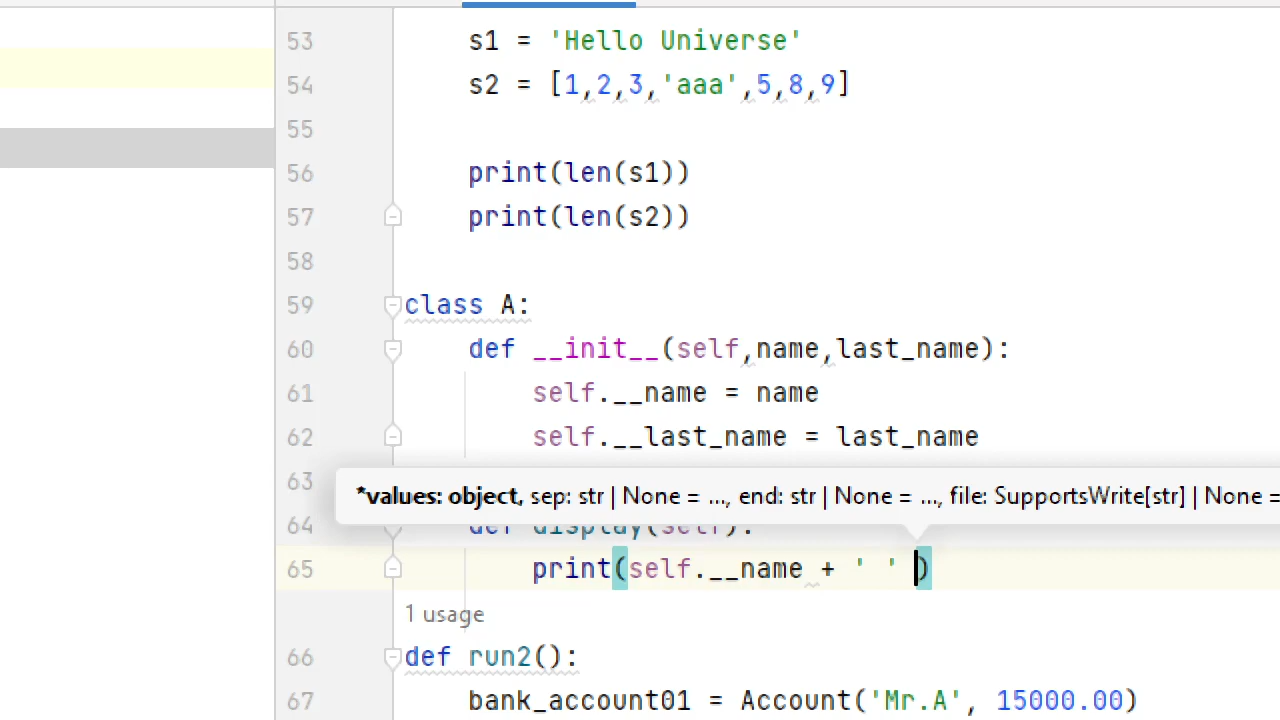 53 s1 = 'Hello Universe'
54 s2 = [1,2,3,'aaa',5,8,9]
55
56 print(len(s1))
57 print(len(s2))
58
59 class A:
60 def __init__(self,name,last_name):
61 self.__name = name
62 self.__last_name = last_name
63
*values: object, sep: str | None = ..., end: str | None = ..., file: SupportsWrite[str] | None =
64 def display(self):
65 print(self.__name + ' ' )
1 usage
66 def run2():
67 bank_account01 = Account('Mr.A', 15000.00)